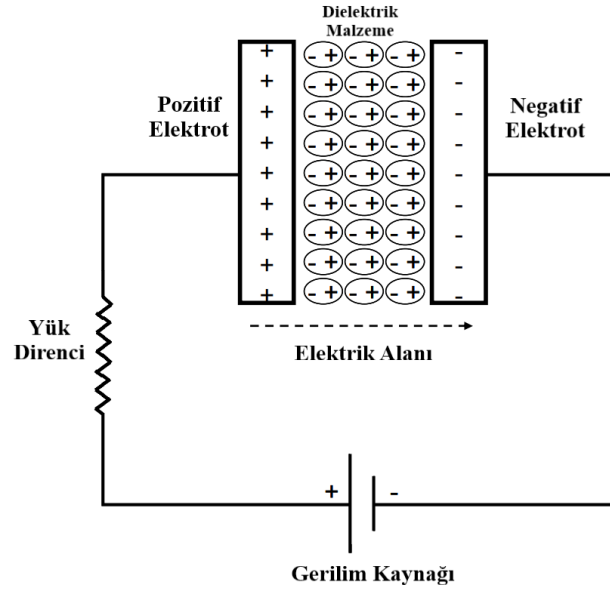 Dielektrik
Malzeme
Pozitif
Elektrot
Negatif
Elektrot
+ - + - + - + -
+ - + - + - + -
+ - + - + - + -
+ - + - + - + -
+ - + - + - + -
+ - + - + - + -
+ - + - + - + -
+ - + - + - + -
+ - + - + - + -
Elektrik Alanı
Yük
Direnci
+ -
Gerilim Kaynağı